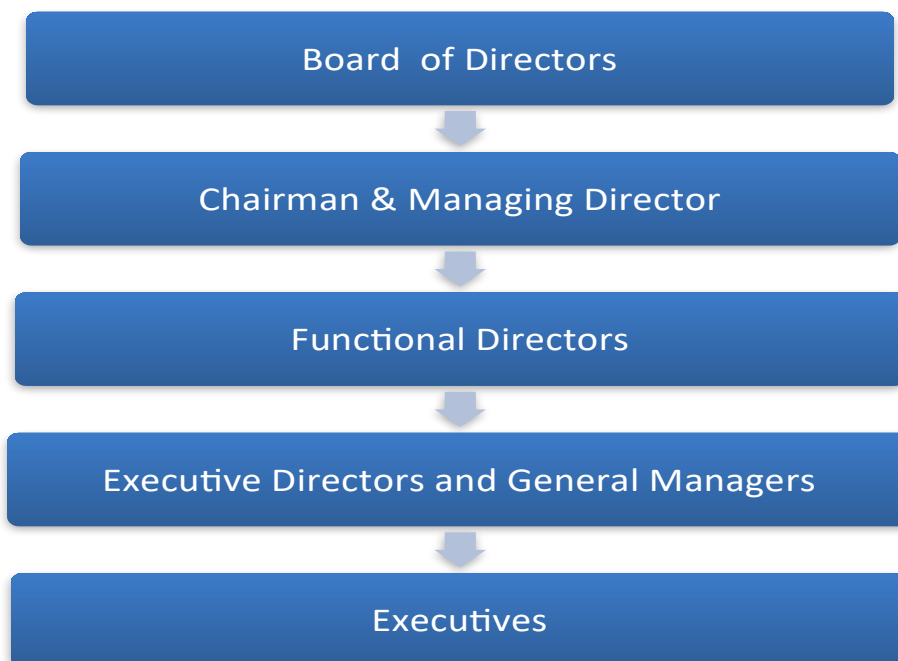 Board of Directors
Chairman & Managing Director
Functional Directors
Executive Directors and General Managers
Executives